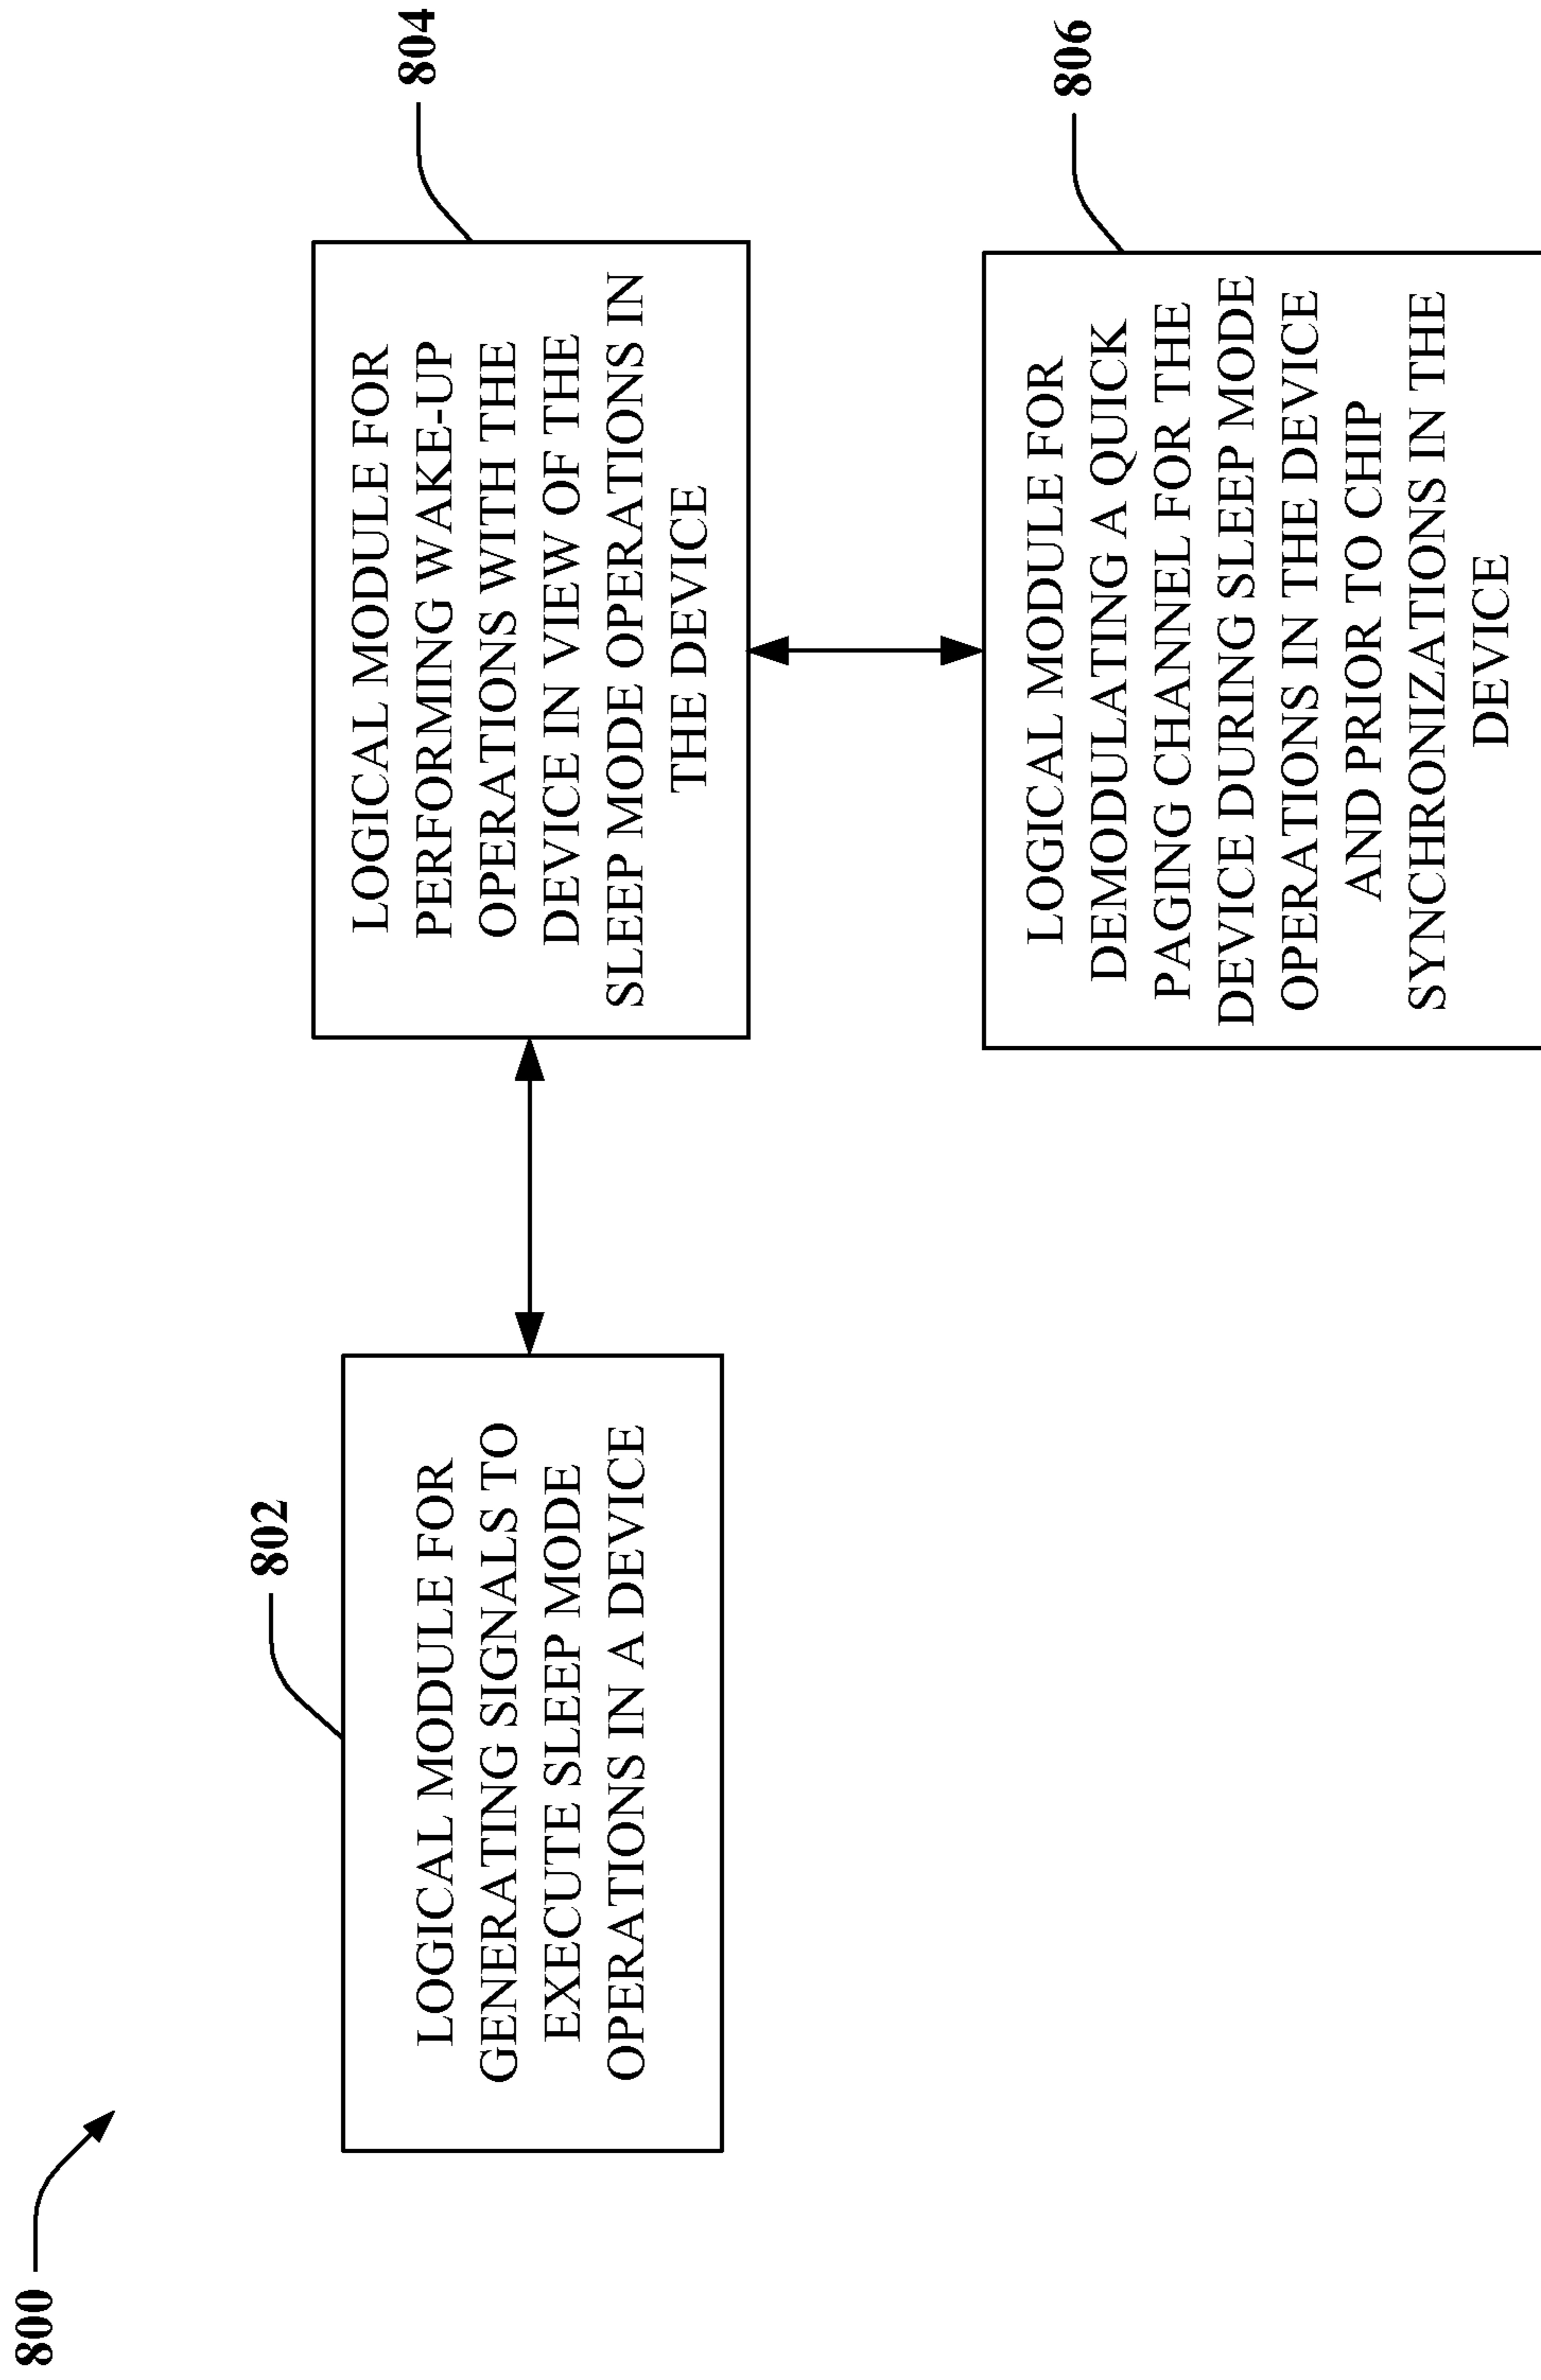 800
802
LOGICAL MODULE FOR
GENERATING SIGNALS TO
EXECUTE SLEEP MODE
OPERATIONS IN A DEVICE
804
LOGICAL MODULE FOR
PERFORMING WAKE-UP
OPERATIONS WITH THE
DEVICE IN VIEW OF THE
SLEEP MODE OPERATIONS IN
THE DEVICE
806
LOGICAL MODULE FOR
DEMODULATING A QUICK
PAGING CHANNEL FOR THE
DEVICE DURING SLEEP MODE
OPERATIONS IN THE DEVICE
AND PRIOR TO CHIP
SYNCHRONIZATIONS IN THE
DEVICE